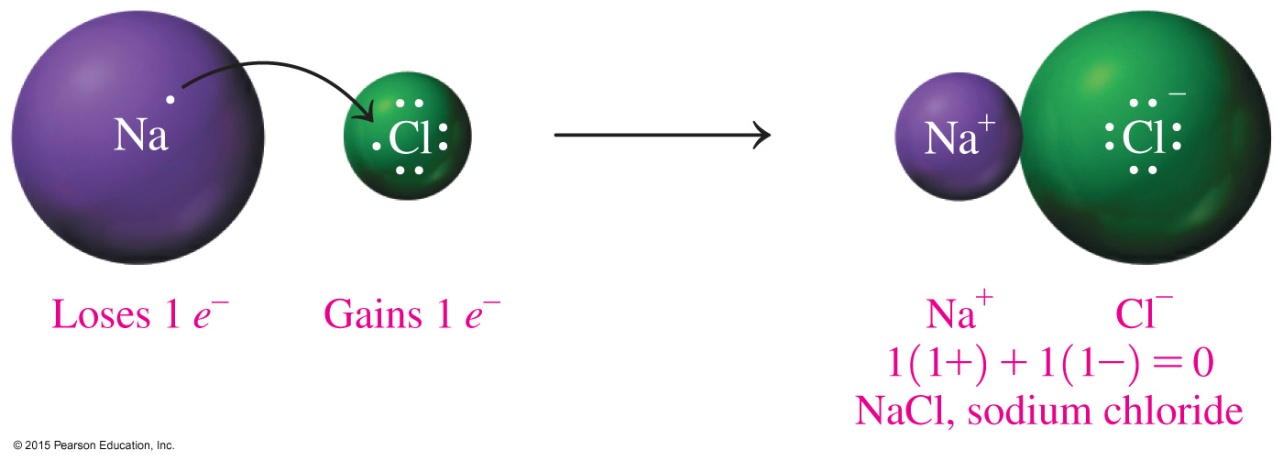 Na
Cl
Na⁺
Cl⁻
Loses 1 e⁻
Gains 1 e⁻
Na⁺ Cl⁻
1(1+) + 1(1−) = 0
NaCl, sodium chloride
© 2015 Pearson Education, Inc.